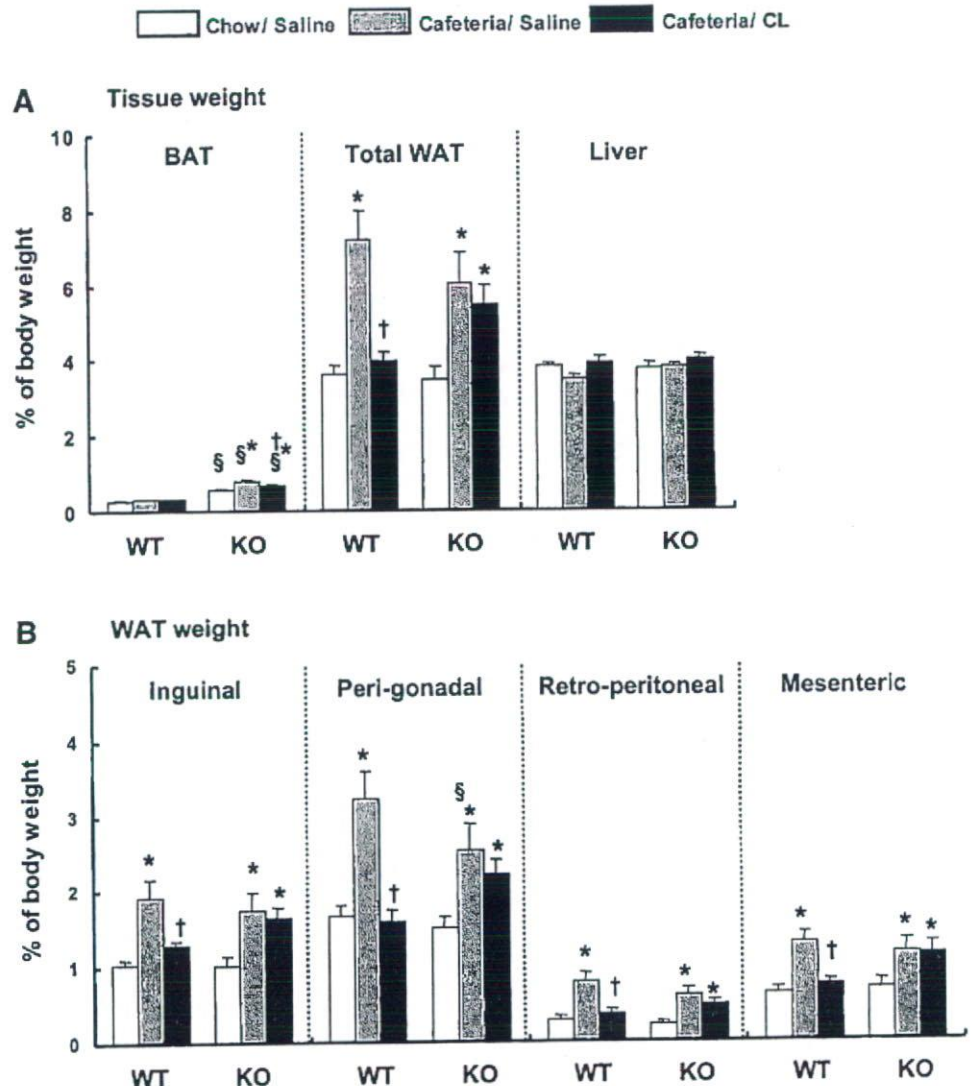 Chow/ Saline Cafeteria/ Saline Cafeteria/ CL
A Tissue weight
BAT Total WAT Liver
% of body weight
10
8
6
4
2
0
* † * * § §* † §*
WT KO WT KO WT KO
B WAT weight
Inguinal Peri-gonadal Retro-peritoneal Mesenteric
% of body weight
5
4
3
2
1
0
* † * * * † § * * * † * * * † * *
WT KO WT KO WT KO WT KO